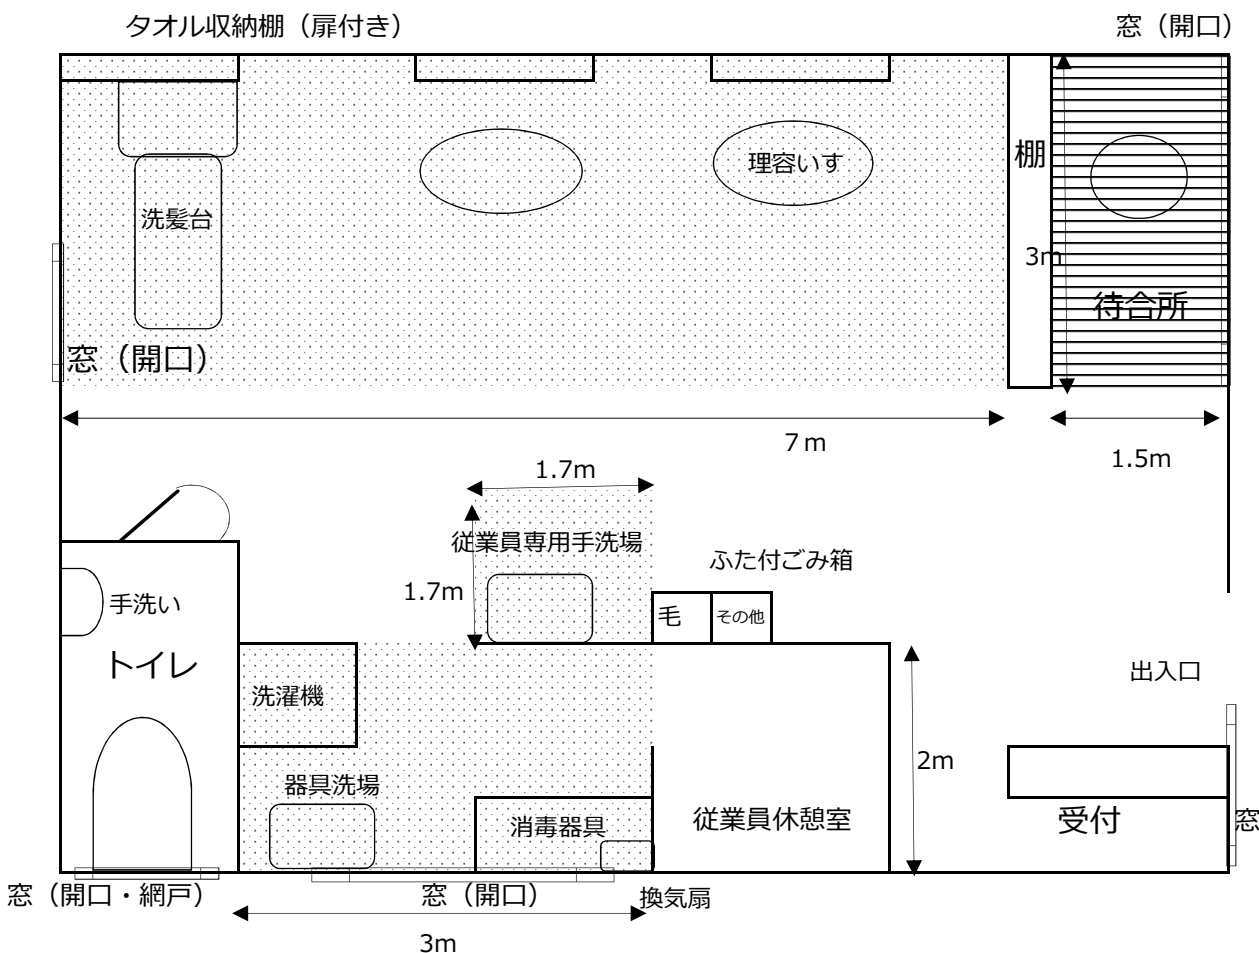 タオル収納棚（扉付き）
窓（開口）
理容いす
棚
洗髪台
3m
待合所
窓（開口）
7m
1.5m
1.7m
従業員専用手洗場
ふた付ごみ箱
1.7m
手洗い
毛
その他
トイレ
出入口
洗濯機
2m
器具洗場
消毒器具
従業員休憩室
受付
窓
窓（開口・網戸）
窓（開口）
換気扇
3m